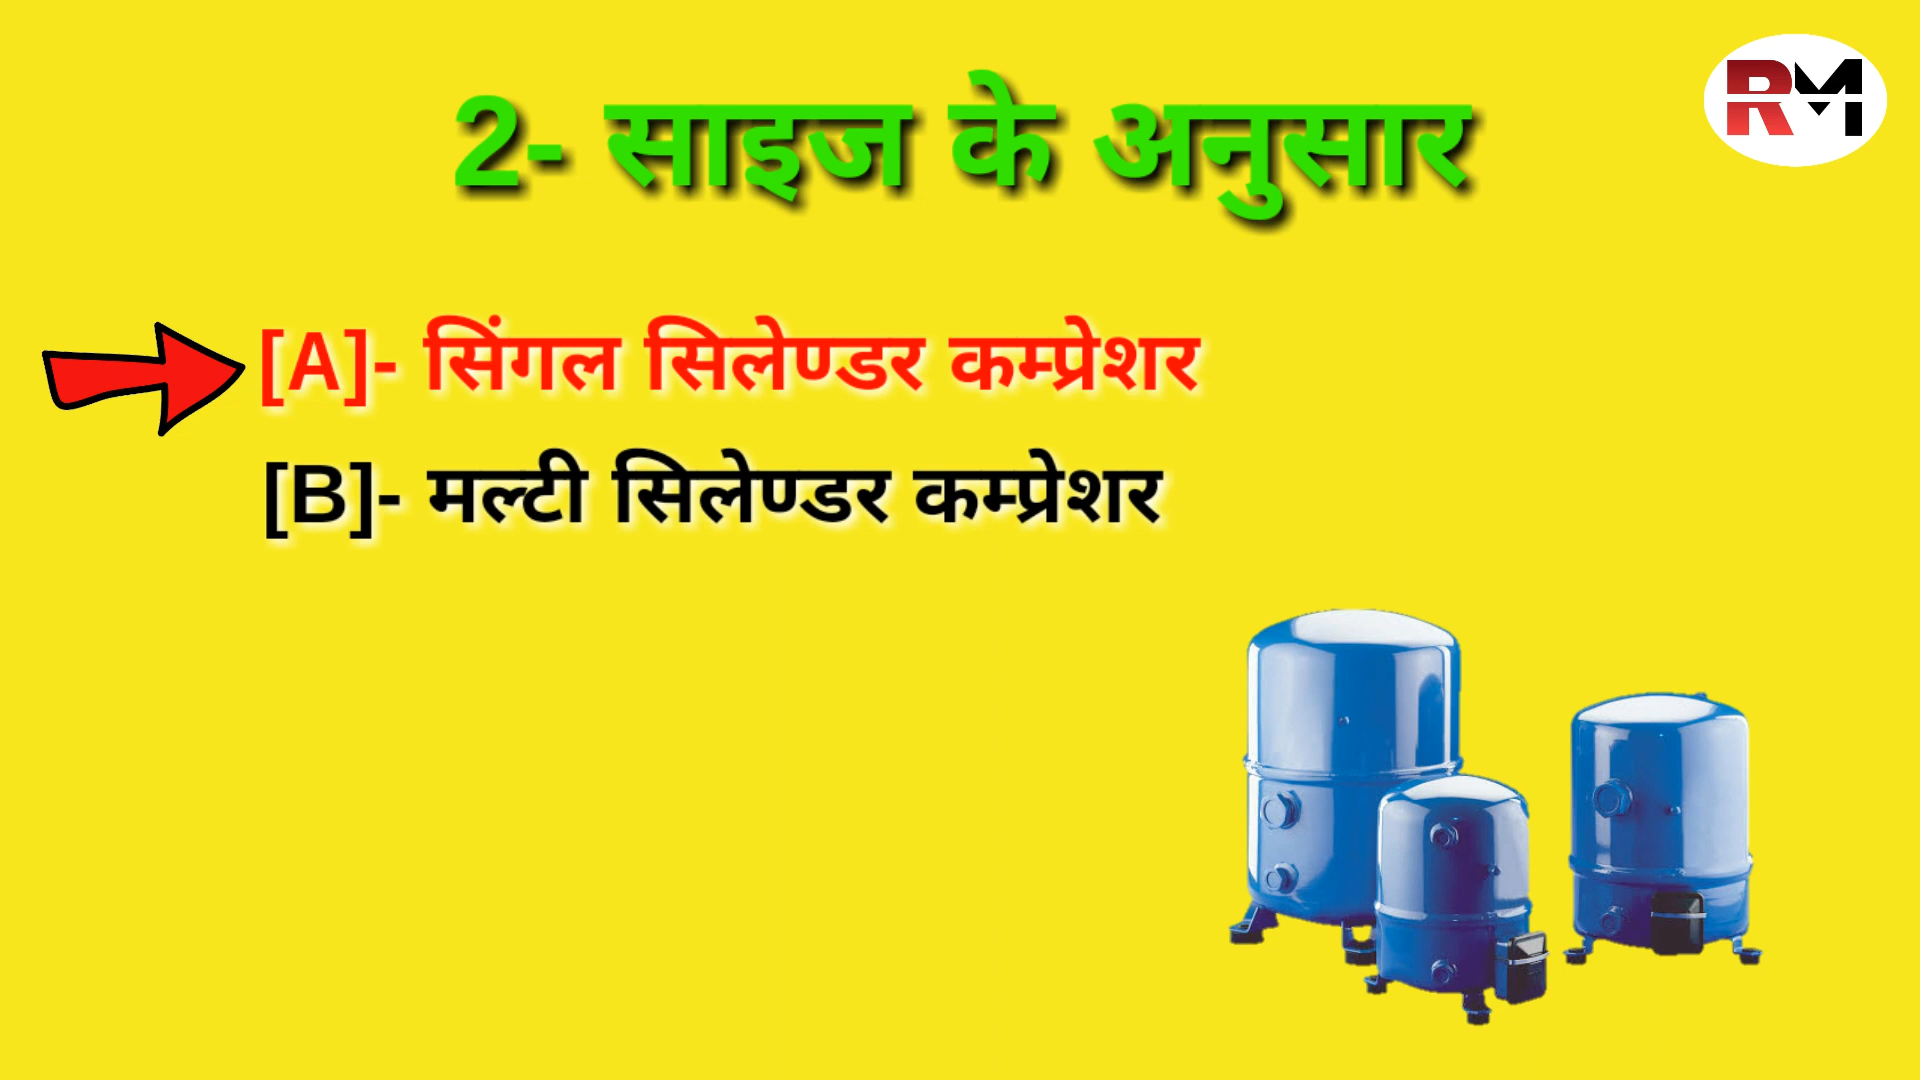 RM
2- साइज के अनुसार
[A]- सिंगल सिलेण्डर कम्प्रेशर
[B]- मल्टी सिलेण्डर कम्प्रेशर